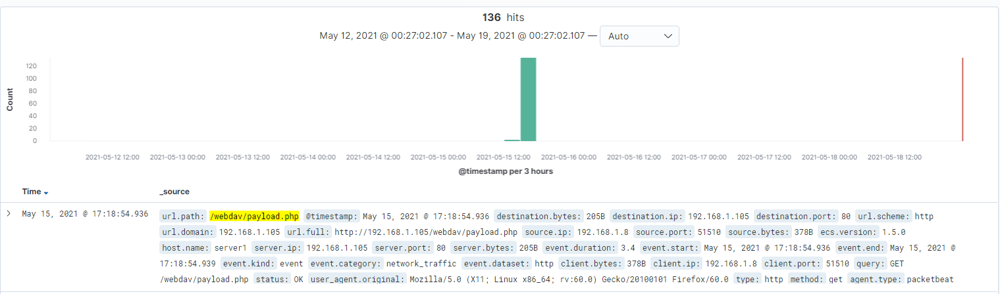 136 hits
May 12, 2021 @ 00:27:02.107 - May 19, 2021 @ 00:27:02.107 — Auto
120
100
80
60
40
20
0
Count
2021-05-12 12:00 2021-05-13 00:00 2021-05-13 12:00 2021-05-14 00:00 2021-05-14 12:00 2021-05-15 00:00 2021-05-15 12:00 2021-05-16 00:00 2021-05-16 12:00 2021-05-17 00:00 2021-05-17 12:00 2021-05-18 00:00 2021-05-18 12:00
@timestamp per 3 hours
Time _source
May 15, 2021 @ 17:18:54.936 url.path: /webdav/payload.php @timestamp: May 15, 2021 @ 17:18:54.936 destination.bytes: 205B destination.ip: 192.168.1.105 destination.port: 80 url.scheme: http
url.domain: 192.168.1.105 url.full: http://192.168.1.105/webdav/payload.php source.ip: 192.168.1.8 source.port: 51510 source.bytes: 378B ecs.version: 1.5.0
host.name: server1 server.ip: 192.168.1.105 server.port: 80 server.bytes: 205B event.duration: 3.4 event.start: May 15, 2021 @ 17:18:54.936 event.end: May 15, 2021 @
17:18:54.939 event.kind: event event.category: network_traffic event.dataset: http client.bytes: 378B client.ip: 192.168.1.8 client.port: 51510 query: GET
/webdav/payload.php status: OK user_agent.original: Mozilla/5.0 (X11; Linux x86_64; rv:60.0) Gecko/20100101 Firefox/60.0 type: http method: get agent.type: packetbeat